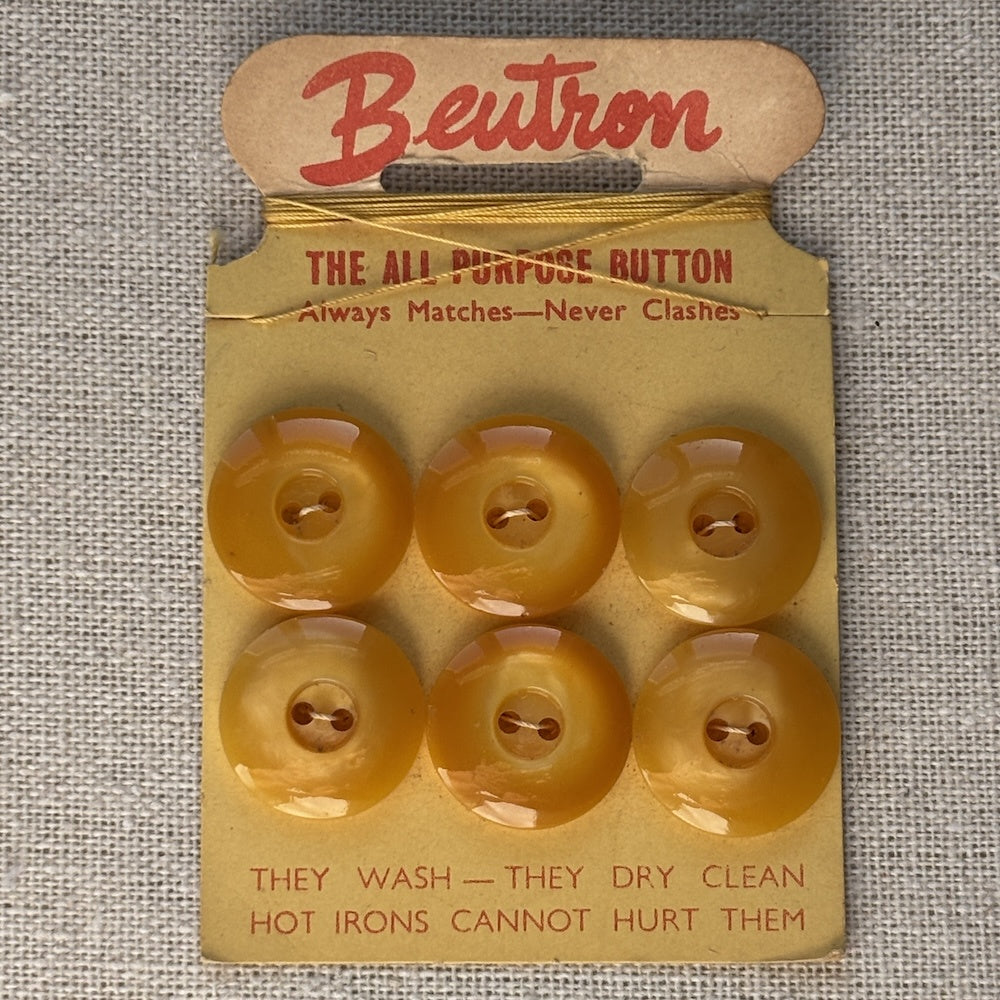 Beutron
THE ALL PURPOSE BUTTON
Always Matches—Never Clashes
THEY WASH — THEY DRY CLEAN
HOT IRONS CANNOT HURT THEM